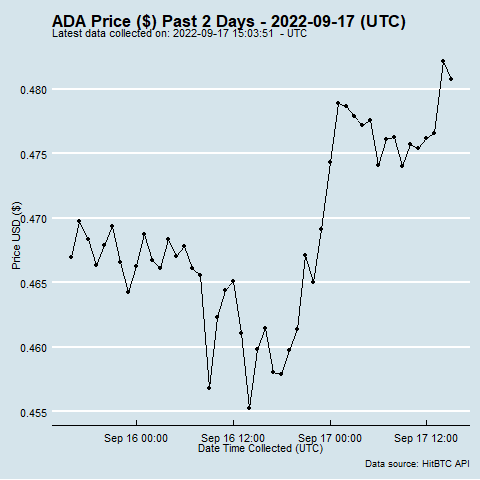 ADA Price ($) Past 2 Days - 2022-09-17 (UTC)
Latest data collected on: 2022-09-17 15:03:51 - UTC
0.480
0.475
0.470
0.465
0.460
0.455
Price USD ($)
Sep 16 00:00 Sep 16 12:00 Sep 17 00:00 Sep 17 12:00
Date Time Collected (UTC)
Data source: HitBTC API